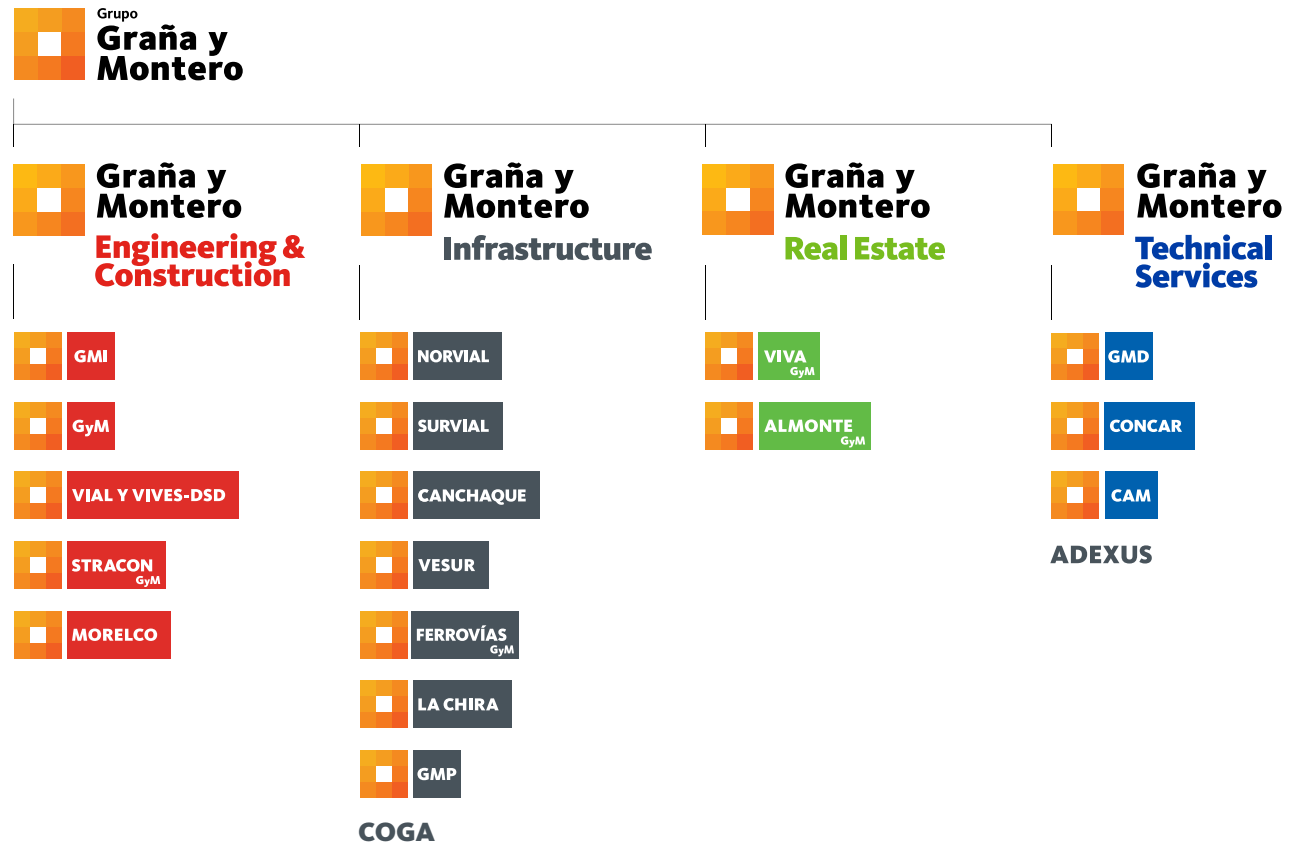 Grupo
Graña y
Montero
Graña y
Montero
Engineering &
Construction
GMI
GyM
VIAL Y VIVES-DSD
STRACON
GyM
MORELCO
Graña y
Montero
Infrastructure
NORVIAL
SURVIAL
CANCHAQUE
VESUR
FERROVÍAS
GyM
LA CHIRA
GMP
COGA
Graña y
Montero
Real Estate
VIVA
GyM
ALMONTE
GyM
Graña y
Montero
Technical
Services
GMD
CONCAR
CAM
ADEXUS